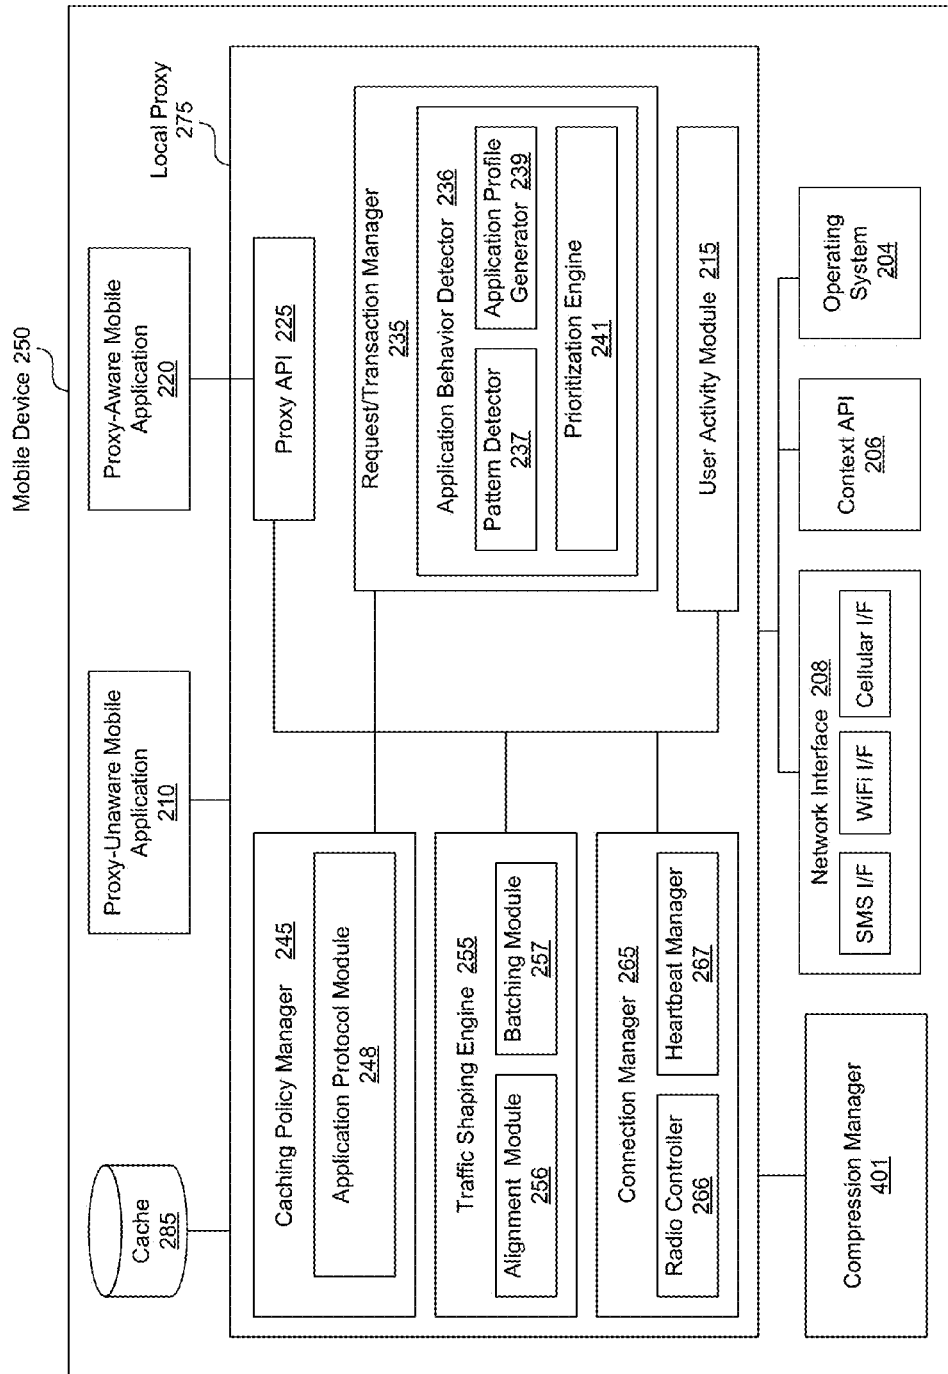 Mobile Device 250
Cache
285
Proxy-Unaware Mobile
Application
210
Proxy-Aware Mobile
Application
220
Local Proxy
275
Caching Policy Manager 245
Application Protocol Module
248
Proxy API 225
Request/Transaction Manager
235
Application Behavior Detector 236
Pattern Detector
237
Application Profile
Generator 239
Prioritization Engine
241
Traffic Shaping Engine 255
Alignment Module
256
Batching Module
257
Connection Manager 265
Radio Controller
266
Heartbeat Manager
267
User Activity Module 215
Compression Manager
401
Network Interface 208
SMS I/F
WiFi I/F
Cellular I/F
Context API
206
Operating
System
204